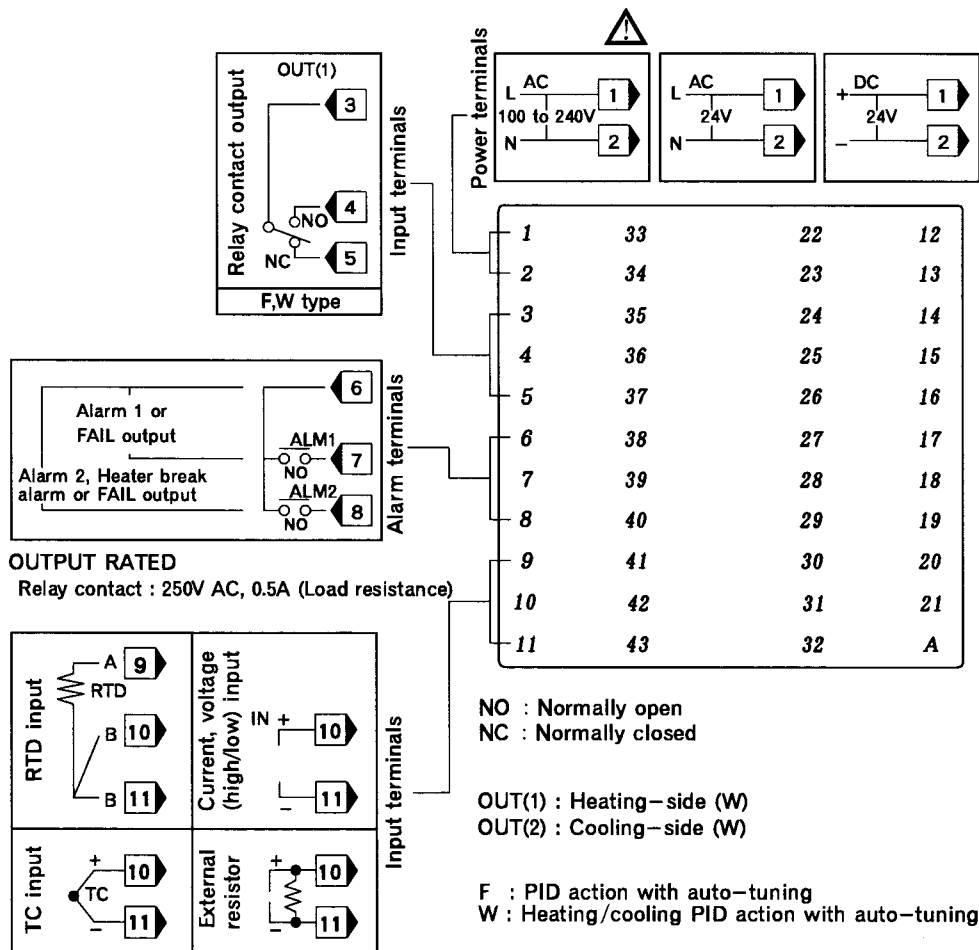 Relay contact output
OUT(1)
3
NO 4
NC 5
F,W type
Input terminals
Power terminals
L AC 1
100 to 240V
N 2
L AC 1
24V
N 2
+ DC 1
24V
− 2
1 33 22 12
2 34 23 13
3 35 24 14
4 36 25 15
5 37 26 16
6 38 27 17
7 39 28 18
8 40 29 19
9 41 30 20
10 42 31 21
11 43 32 A
6
Alarm 1 or
FAIL output
ALM1
NO 7
Alarm 2, Heater break
alarm or FAIL output
ALM2
NO 8
Alarm terminals
OUTPUT RATED
Relay contact : 250V AC, 0.5A (Load resistance)
RTD input
A 9
RTD
B 10
B 11
Current, voltage
(high/low) input
IN + 10
− 11
TC input
+ 10
TC
− 11
External
resistor
+ 10
− 11
Input terminals
NO : Normally open
NC : Normally closed
OUT(1) : Heating−side (W)
OUT(2) : Cooling−side (W)
F : PID action with auto−tuning
W : Heating/cooling PID action with auto−tuning